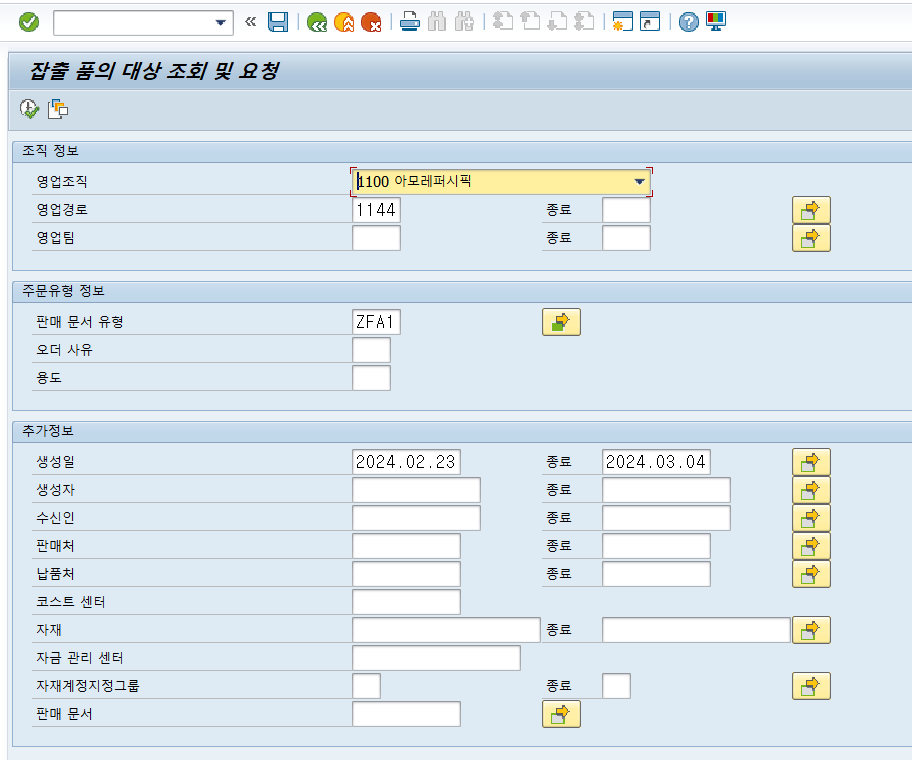 잡출 품의 대상 조회 및 요청
조직 정보
영업조직 1100 아모레퍼시픽
영업경로 1144 종료
영업팀 종료
주문유형 정보
판매 문서 유형 ZFA1
오더 사유
용도
추가정보
생성일 2024.02.23 종료 2024.03.04
생성자 종료
수신인 종료
판매처 종료
납품처 종료
코스트 센터
자재 종료
자금 관리 센터
자재계정지정그룹 종료
판매 문서